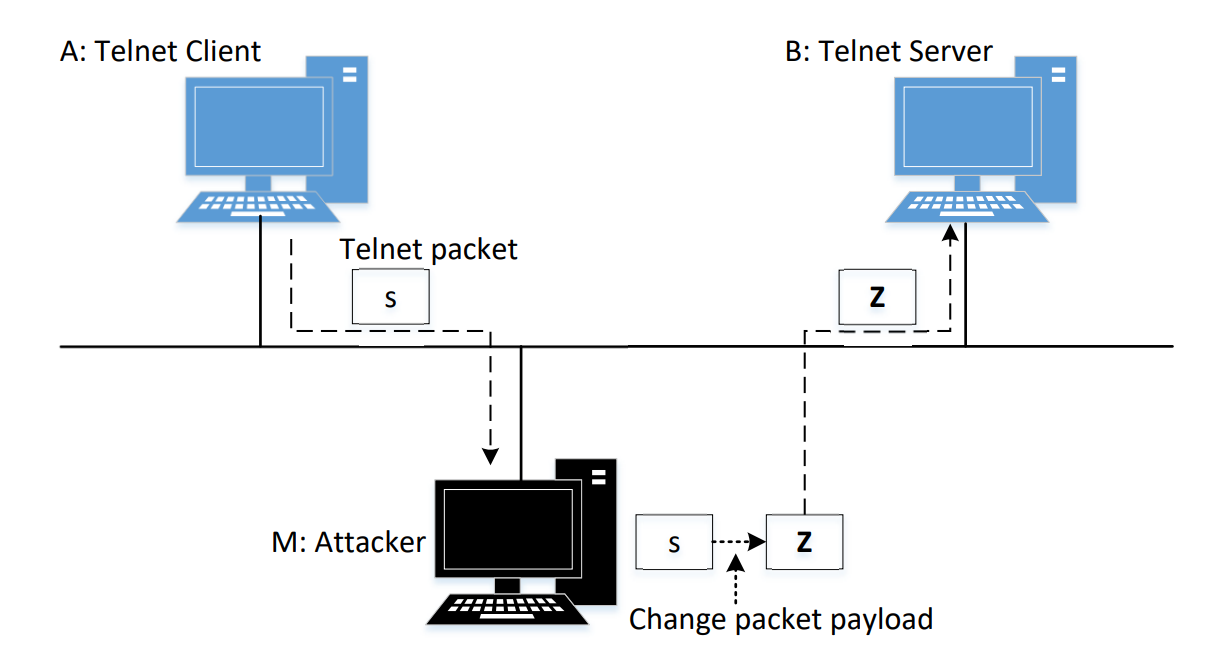 A: Telnet Client
B: Telnet Server
Telnet packet
s
Z
M: Attacker
s
Z
Change packet payload